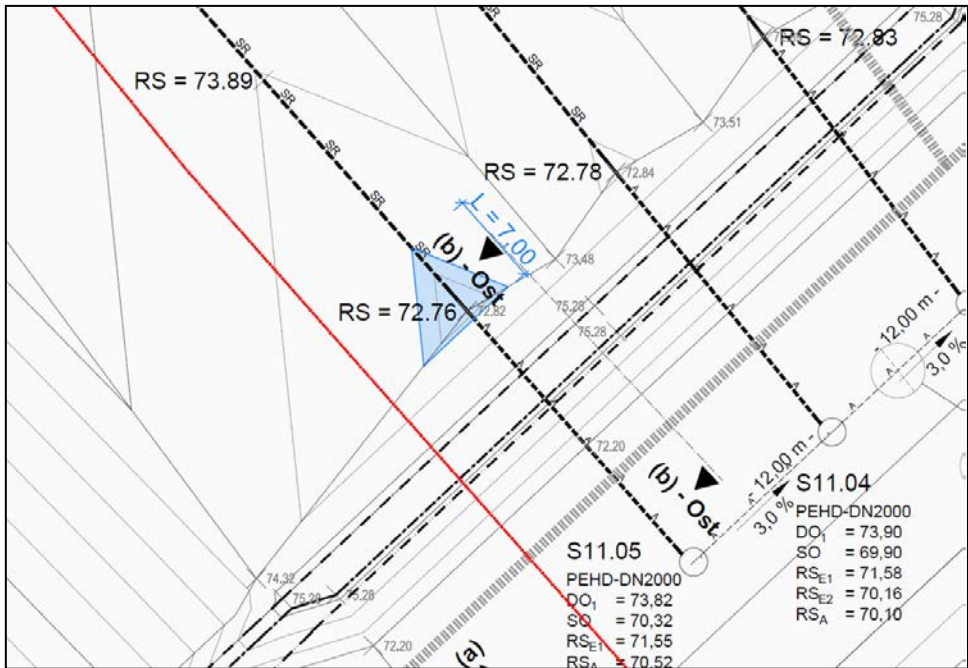 75.28
RS = 72.83
SR
SR
RS = 73.89
SR
SR
SR
73.51
SR
RS = 72.78
72.84
SR
L = 7,00
(b) - Ost
SR
73.48
RS = 72.76
72.82
75.28
75.28
12,00 m -
3,0 %
A
72.20
(b) - Ost
12,00 m -
3,0 %
S11.04
PEHD-DN2000
DO1 = 73,90
SO = 69,90
RSE1 = 71,58
RSE2 = 70,16
RSA = 70,10
S11.05
PEHD-DN2000
DO1 = 73,82
SO = 70,32
RSE1 = 71,55
RSA = 70,52
74.32
75.28
75.28
72.20
(a)